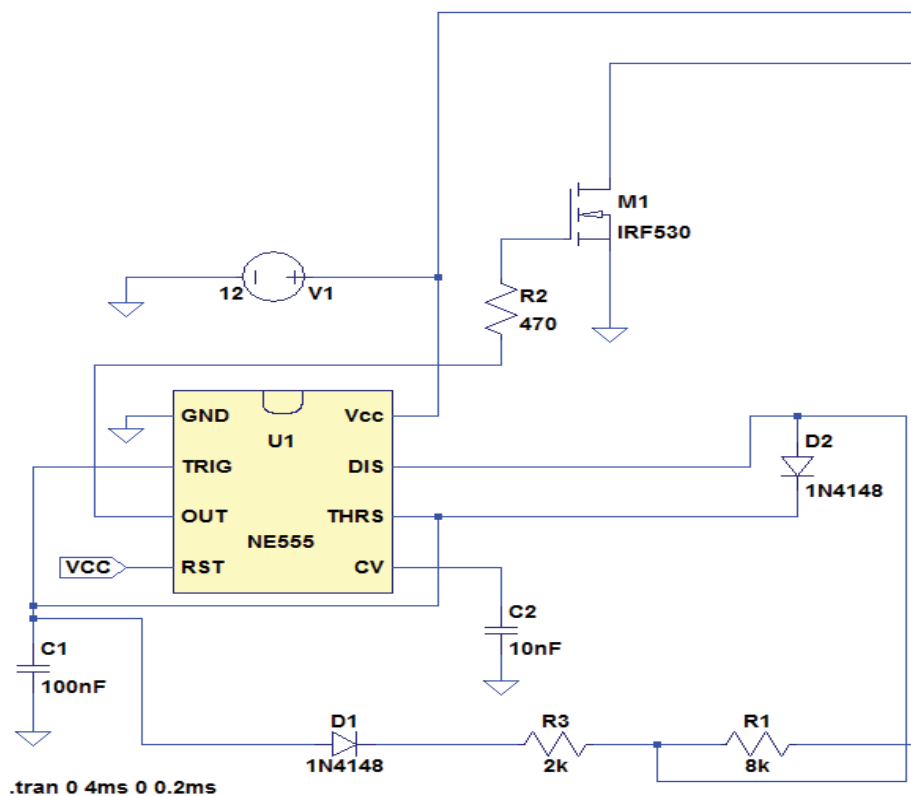 M1
IRF530
12
V1
R2
470
GND
Vcc
U1
TRIG
DIS
D2
1N4148
OUT
THRS
NE555
VCC
RST
CV
C2
10nF
C1
100nF
D1
1N4148
R3
2k
R1
8k
.tran 0 4ms 0 0.2ms